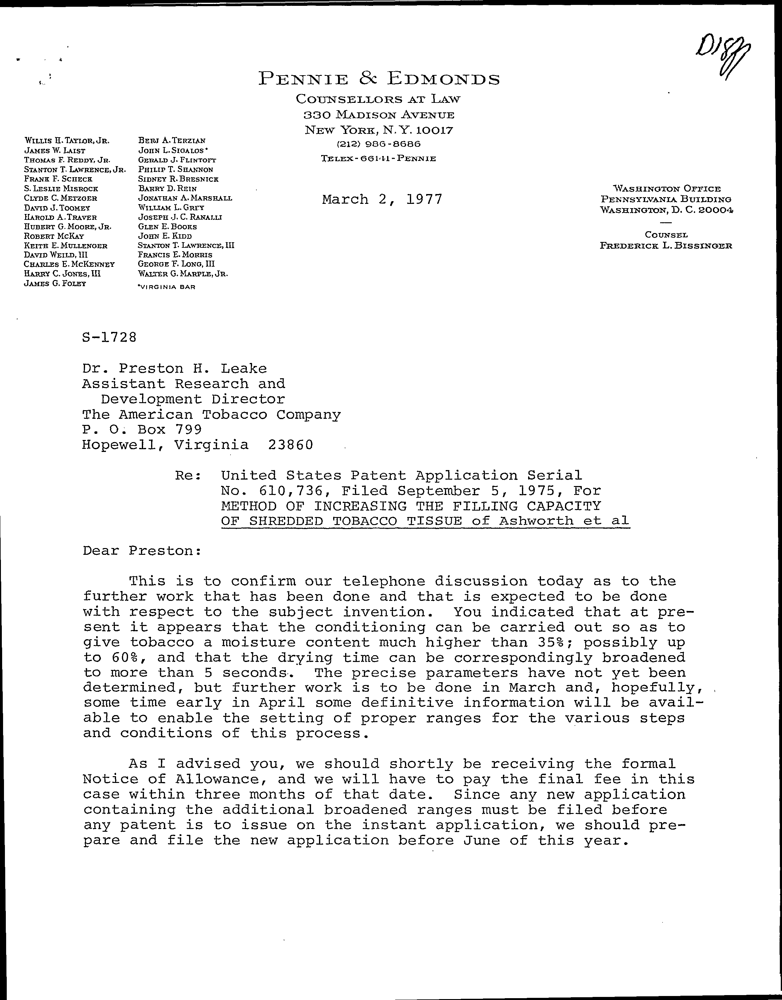 PENNIE & EDMONDS
COUNSELLORS AT LAW
330 MADISON AVENUE
NEW YORK, N.Y. 10017
(212) 986-8686
TELEX-66141-PENNIE
WILLIS H. TAYLOR, JR.
JAMES W. LAIST
THOMAS F. REDDY, JR.
STANTON T. LAWRENCE, JR.
FRANK F. SCHECK
S. LESLIE MISROCK
CLYDE C. METZGER
DAVID J. TOOMEY
HAROLD A. TRAVER
HUBERT G. MOORE, JR.
ROBERT MCKAY
KEITH E. MULLENGER
DAVID WEILD, III
CHARLES E. MCKENNEY
HARRY C. JONES, III
JAMES G. FOLEY
BERJ A. TERZIAN
JOHN L. SIGALOS*
GERALD J. FLINTOFT
PHILIP T. SHANNON
SIDNEY R. BRESNICK
BARRY D. REIN
JONATHAN A. MARSHALL
WILLIAM L. GREY
JOSEPH J. C. RANALLI
GLEN E. BOOKS
JOHN E. KIDD
STANTON T. LAWRENCE, III
FRANCIS E. MORRIS
GEORGE F. LONG, III
WALTER G. MARPLE, JR.
*VIRGINIA BAR
March 2, 1977
WASHINGTON OFFICE
PENNSYLVANIA BUILDING
WASHINGTON, D. C. 20004
COUNSEL
FREDERICK L. BISSINGER
S-1728
Dr. Preston H. Leake
Assistant Research and
Development Director
The American Tobacco Company
P. O. Box 799
Hopewell, Virginia 23860
Re: United States Patent Application Serial
No. 610,736, Filed September 5, 1975, For
METHOD OF INCREASING THE FILLING CAPACITY
OF SHREDDED TOBACCO TISSUE of Ashworth et al
Dear Preston:
This is to confirm our telephone discussion today as to the
further work that has been done and that is expected to be done
with respect to the subject invention. You indicated that at pre-
sent it appears that the conditioning can be carried out so as to
give tobacco a moisture content much higher than 35%; possibly up
to 60%, and that the drying time can be correspondingly broadened
to more than 5 seconds. The precise parameters have not yet been
determined, but further work is to be done in March and, hopefully,
some time early in April some definitive information will be avail-
able to enable the setting of proper ranges for the various steps
and conditions of this process.
As I advised you, we should shortly be receiving the formal
Notice of Allowance, and we will have to pay the final fee in this
case within three months of that date. Since any new application
containing the additional broadened ranges must be filed before
any patent is to issue on the instant application, we should pre-
pare and file the new application before June of this year.